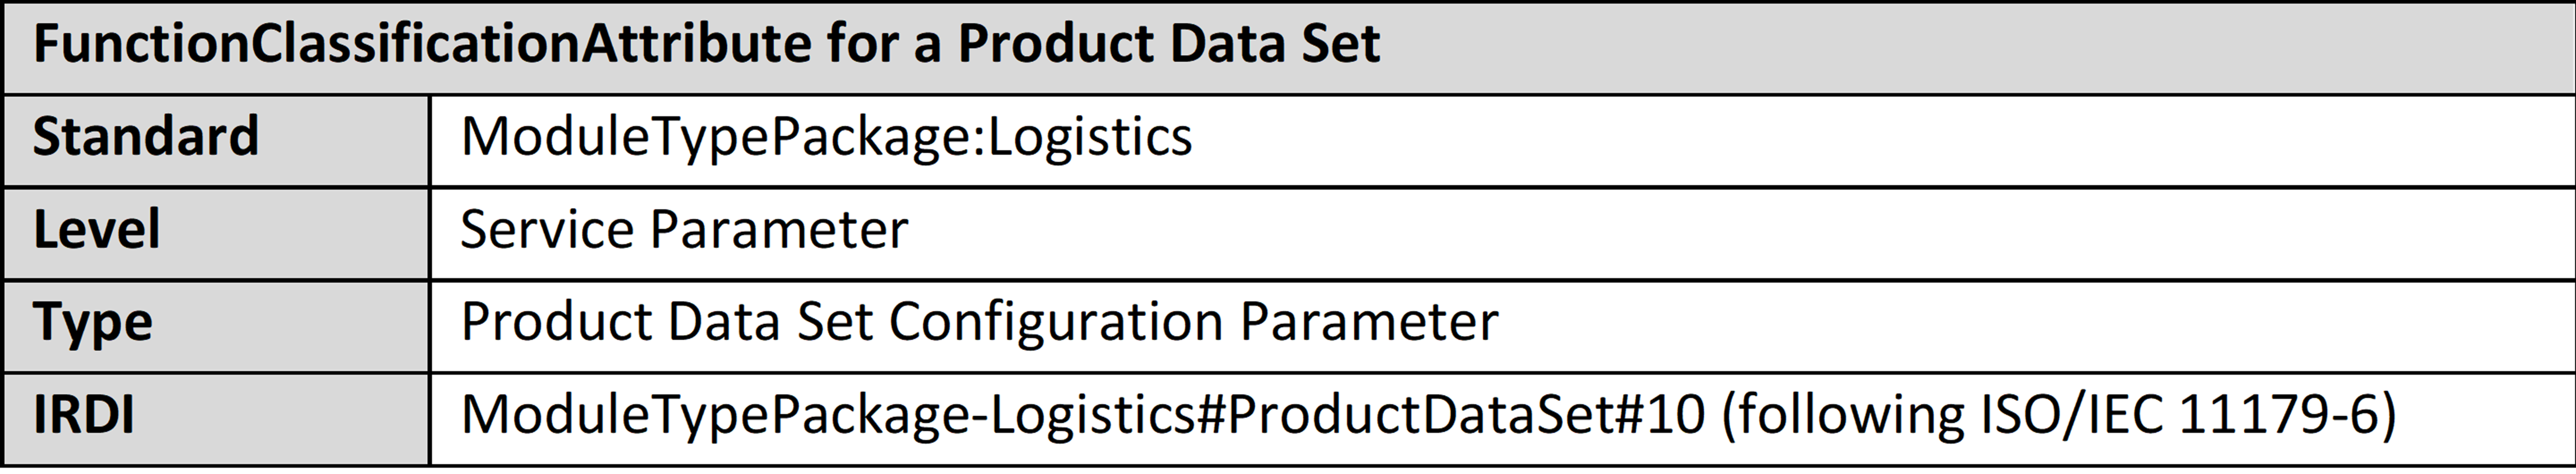 FunctionClassificationAttribute for a Product Data Set
Standard ModuleTypePackage:Logistics
Level Service Parameter
Type Product Data Set Configuration Parameter
IRDI ModuleTypePackage-Logistics#ProductDataSet#10 (following ISO/IEC 11179-6)